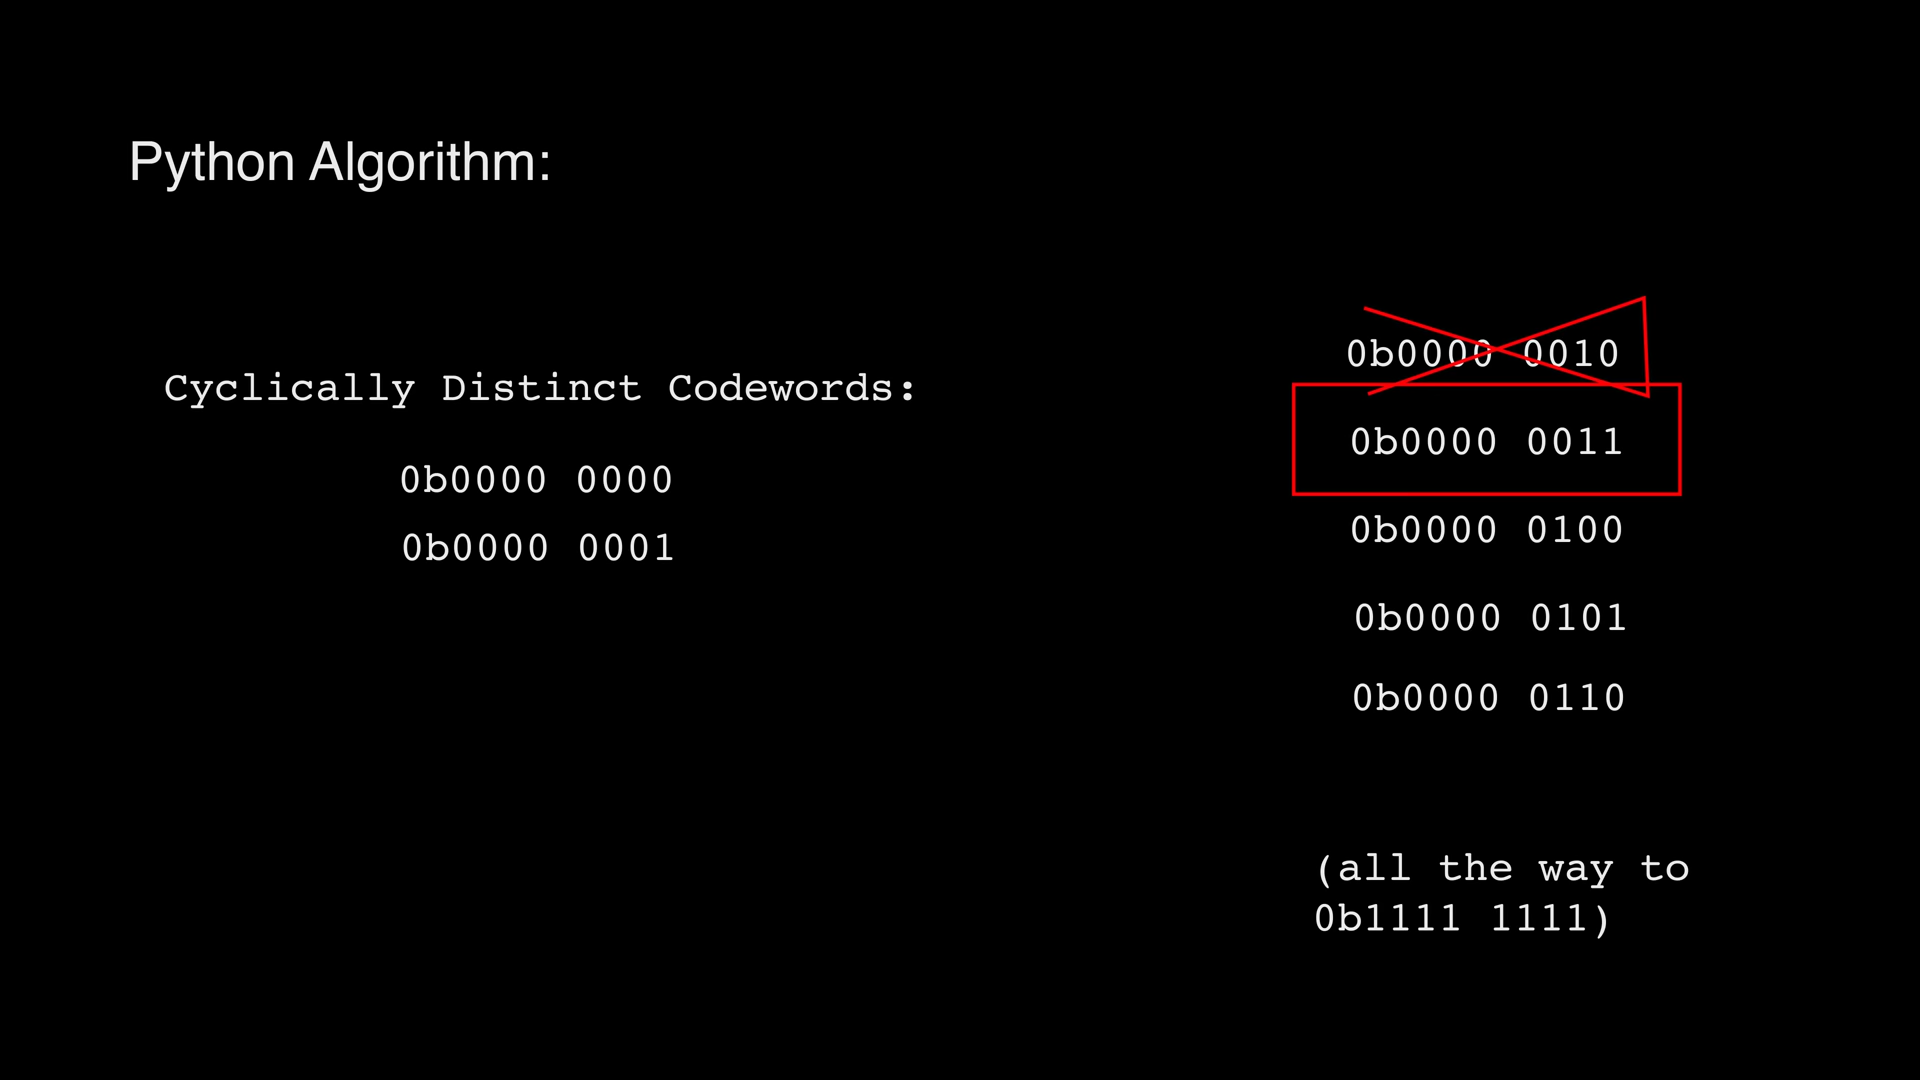 Python Algorithm:
Cyclically Distinct Codewords:
0b0000 0000
0b0000 0001
0b0000 0010
0b0000 0011
0b0000 0100
0b0000 0101
0b0000 0110
(all the way to
0b1111 1111)